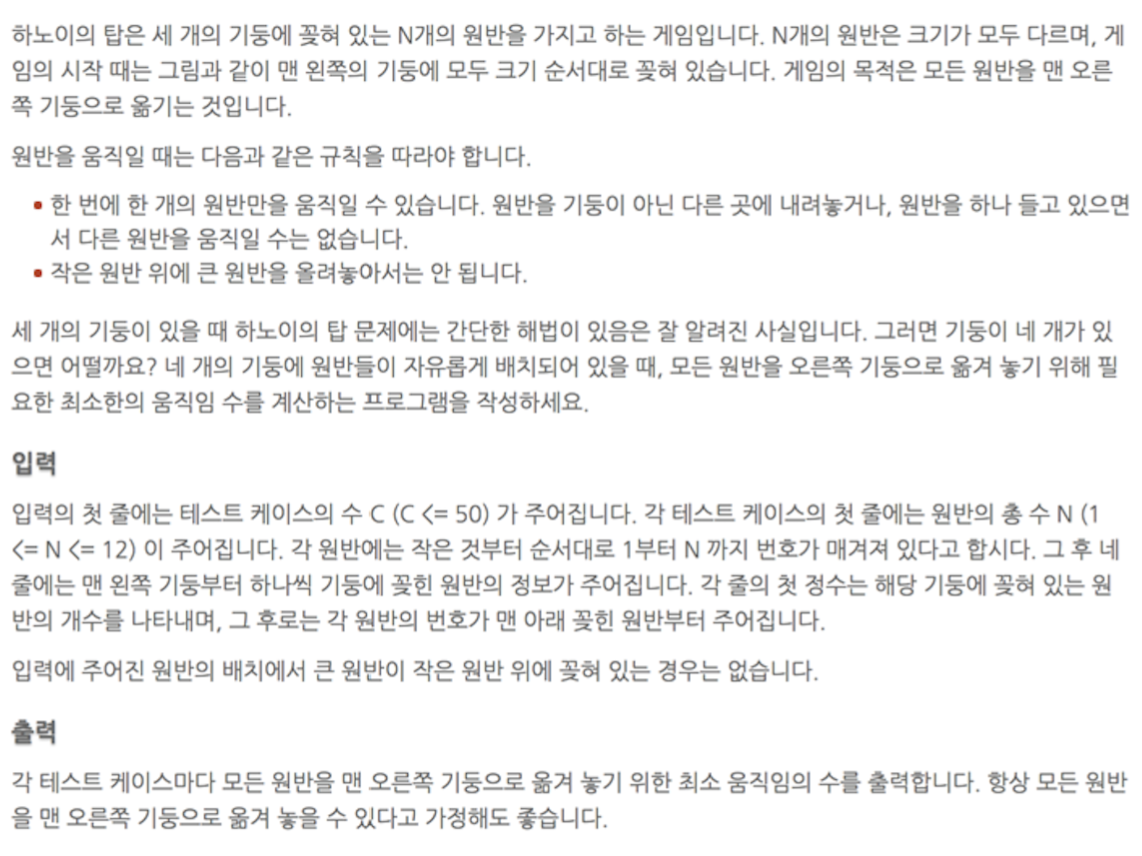 하노이의 탑은 세 개의 기둥에 꽂혀 있는 N개의 원반을 가지고 하는 게임입니다. N개의 원반은 크기가 모두 다르며, 게
임의 시작 때는 그림과 같이 맨 왼쪽의 기둥에 모두 크기 순서대로 꽂혀 있습니다. 게임의 목적은 모든 원반을 맨 오른
쪽 기둥으로 옮기는 것입니다.
원반을 움직일 때는 다음과 같은 규칙을 따라야 합니다.
• 한 번에 한 개의 원반만을 움직일 수 있습니다. 원반을 기둥이 아닌 다른 곳에 내려놓거나, 원반을 하나 들고 있으면
서 다른 원반을 움직일 수는 없습니다.
• 작은 원반 위에 큰 원반을 올려놓아서는 안 됩니다.
세 개의 기둥이 있을 때 하노이의 탑 문제에는 간단한 해법이 있음은 잘 알려진 사실입니다. 그러면 기둥이 네 개가 있
으면 어떨까요? 네 개의 기둥에 원반들이 자유롭게 배치되어 있을 때, 모든 원반을 오른쪽 기둥으로 옮겨 놓기 위해 필
요한 최소한의 움직임 수를 계산하는 프로그램을 작성하세요.
입력
입력의 첫 줄에는 테스트 케이스의 수 C (C <= 50) 가 주어집니다. 각 테스트 케이스의 첫 줄에는 원반의 총 수 N (1
<= N <= 12) 이 주어집니다. 각 원반에는 작은 것부터 순서대로 1부터 N 까지 번호가 매겨져 있다고 합시다. 그 후 네
줄에는 맨 왼쪽 기둥부터 하나씩 기둥에 꽂힌 원반의 정보가 주어집니다. 각 줄의 첫 정수는 해당 기둥에 꽂혀 있는 원
반의 개수를 나타내며, 그 후로는 각 원반의 번호가 맨 아래 꽂힌 원반부터 주어집니다.
입력에 주어진 원반의 배치에서 큰 원반이 작은 원반 위에 꽂혀 있는 경우는 없습니다.
출력
각 테스트 케이스마다 모든 원반을 맨 오른쪽 기둥으로 옮겨 놓기 위한 최소 움직임의 수를 출력합니다. 항상 모든 원반
을 맨 오른쪽 기둥으로 옮겨 놓을 수 있다고 가정해도 좋습니다.